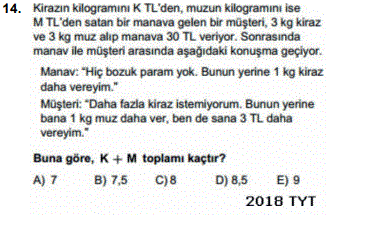 14. Kirazın kilogramını K TL'den, muzun kilogramını ise
M TL'den satan bir manava gelen bir müşteri, 3 kg kiraz
ve 3 kg muz alıp manava 30 TL veriyor. Sonrasında
manav ile müşteri arasında aşağıdaki konuşma geçiyor.
Manav: "Hiç bozuk param yok. Bunun yerine 1 kg kiraz
daha vereyim."
Müşteri: "Daha fazla kiraz istemiyorum. Bunun yerine
bana 1 kg muz daha ver, ben de sana 3 TL daha
vereyim."
Buna göre, K + M toplamı kaçtır?
A) 7 B) 7,5 C) 8 D) 8,5 E) 9
2018 TYT